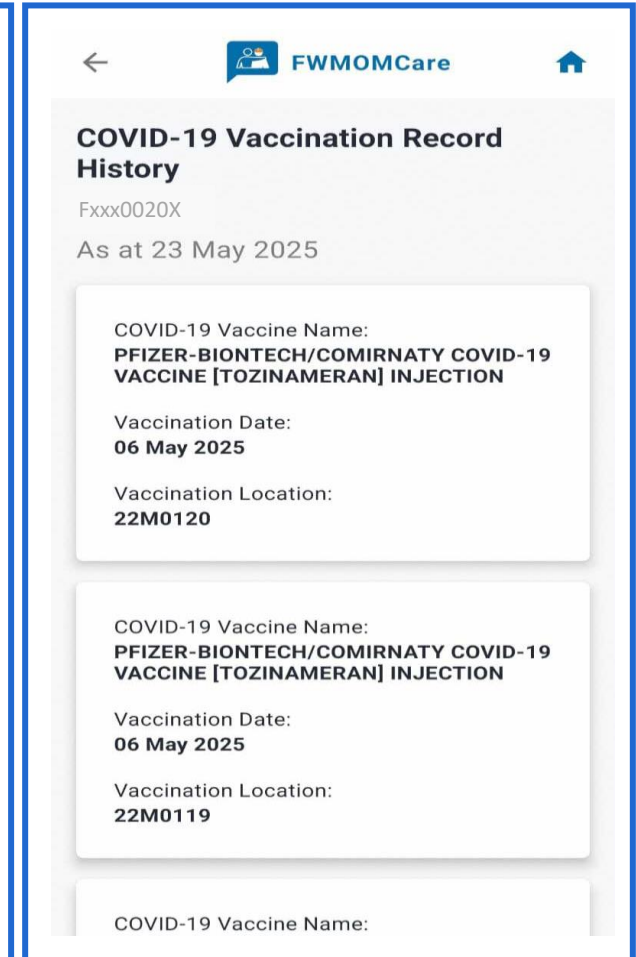 FWMOMCare
COVID-19 Vaccination Record
History
Fxxx0020X
As at 23 May 2025
COVID-19 Vaccine Name:
PFIZER-BIONTECH/COMIRNATY COVID-19
VACCINE [TOZINAMERAN] INJECTION
Vaccination Date:
06 May 2025
Vaccination Location:
22M0120
COVID-19 Vaccine Name:
PFIZER-BIONTECH/COMIRNATY COVID-19
VACCINE [TOZINAMERAN] INJECTION
Vaccination Date:
06 May 2025
Vaccination Location:
22M0119
COVID-19 Vaccine Name: